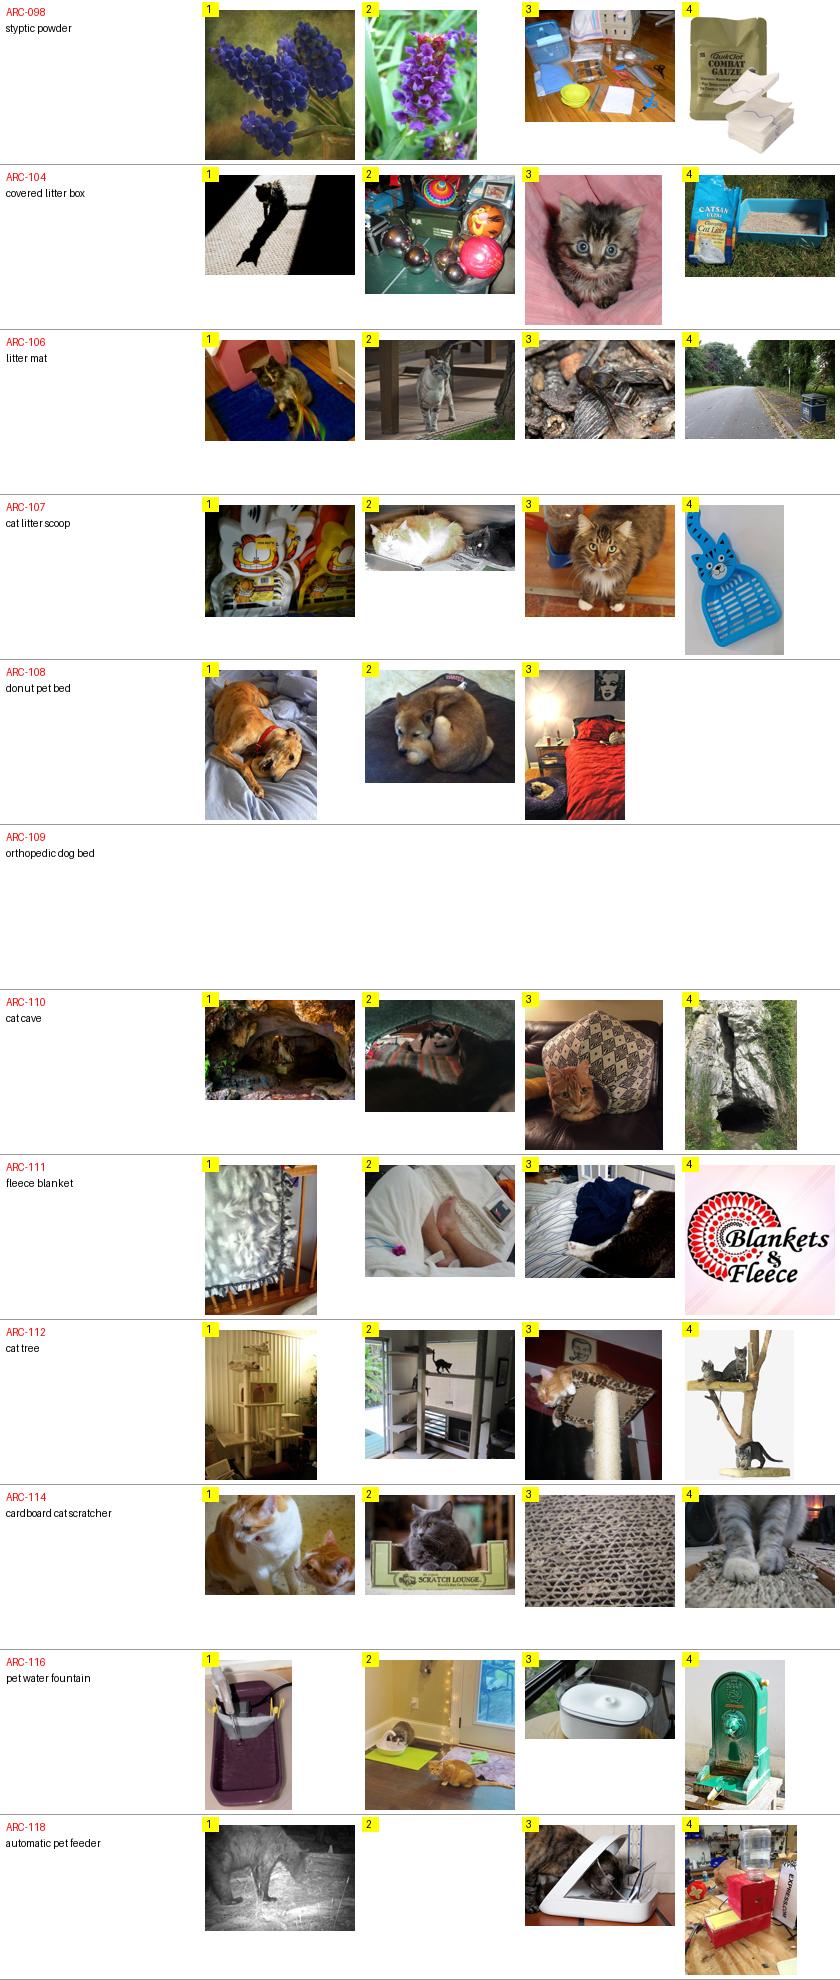 ARC-098
styptic powder
1
2
3
4
QuikClot
COMBAT
GAUZE
ARC-104
covered litter box
1
2
3
4
CATSAN
ULTRA
Clumping
Cat Litter
ARC-106
litter mat
1
2
3
4
ARC-107
cat litter scoop
1
2
3
4
ARC-108
donut pet bed
1
2
3
ARC-109
orthopedic dog bed
ARC-110
cat cave
1
2
3
4
ARC-111
fleece blanket
1
2
3
4
Blankets
&
Fleece
ARC-112
cat tree
1
2
3
4
ARC-114
cardboard cat scratcher
1
2
3
4
SCRATCH LOUNGE
ARC-116
pet water fountain
1
2
3
4
ARC-118
automatic pet feeder
1
2
3
4
EXPRESS.COM